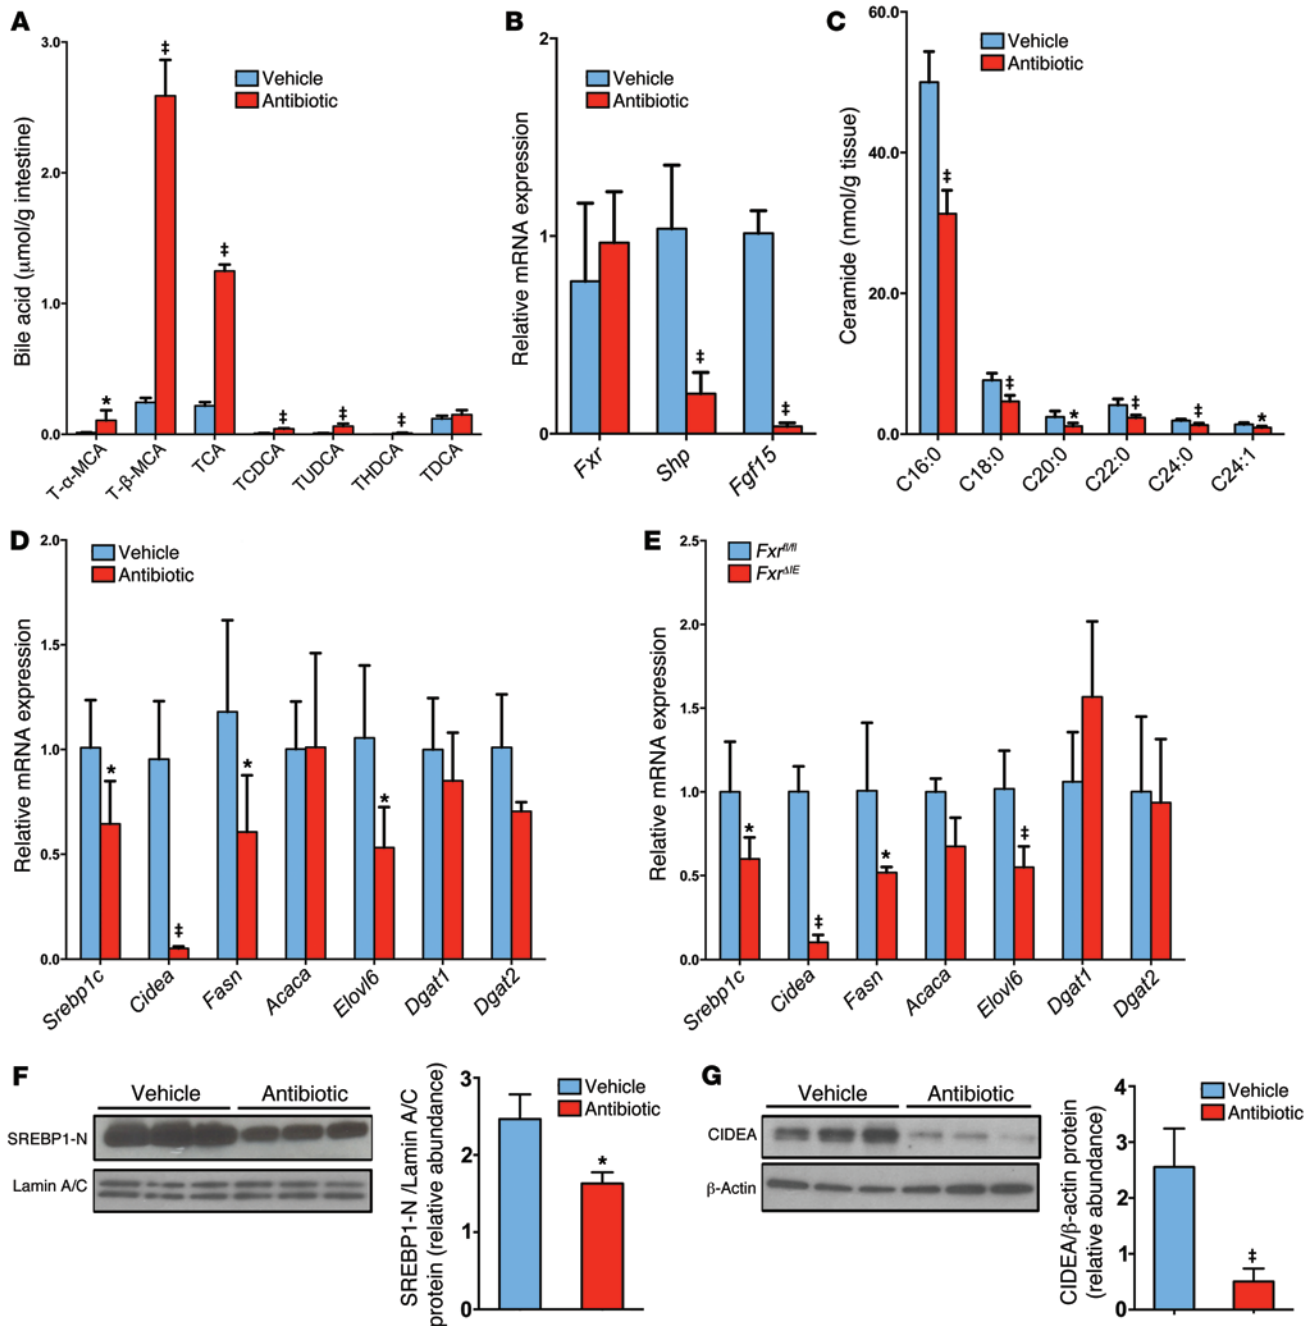 A
Bile acid (μmol/g intestine)
3.0
2.0
1.0
0.0
‡
‡
*
‡
‡
‡
Vehicle
Antibiotic
T-α-MCA
T-β-MCA
TCA
TCDCA
TUDCA
THDCA
TDCA
B
Relative mRNA expression
2
1
0
Vehicle
Antibiotic
‡
‡
Fxr
Shp
Fgf15
C
Ceramide (nmol/g tissue)
60.0
40.0
20.0
0.0
Vehicle
Antibiotic
‡
‡
*
‡
‡
*
C16:0
C18:0
C20:0
C22:0
C24:0
C24:1
D
Relative mRNA expression
2.0
1.5
1.0
0.5
0.0
Vehicle
Antibiotic
*
‡
*
*
Srebp1c
Cidea
Fasn
Acaca
Elovl6
Dgat1
Dgat2
E
Relative mRNA expression
2.5
2.0
1.5
1.0
0.5
0.0
Fxrfl/fl
FxrΔIE
*
‡
*
‡
Srebp1c
Cidea
Fasn
Acaca
Elovl6
Dgat1
Dgat2
F
Vehicle Antibiotic
SREBP1-N
Lamin A/C
SREBP1-N /Lamin A/C
protein (relative abundance)
3
2
1
0
Vehicle
Antibiotic
*
G
Vehicle Antibiotic
CIDEA
β-Actin
CIDEA/β-actin protein
(relative abundance)
4
3
2
1
0
Vehicle
Antibiotic
‡